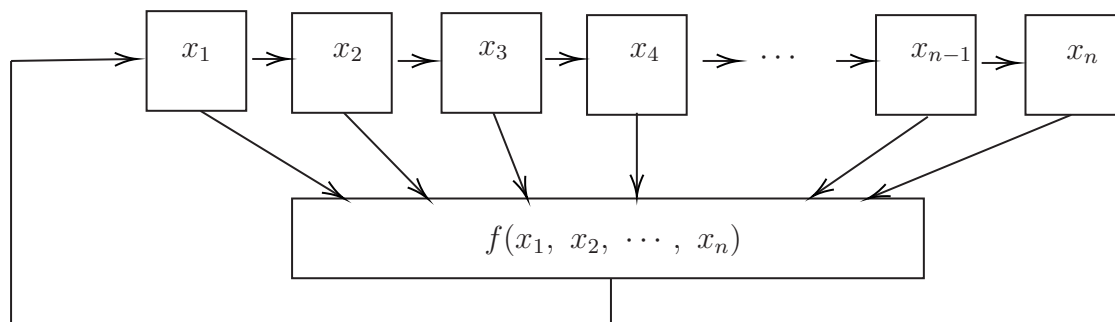 x₁ x₂ x₃ x₄ ⋯ xₙ₋₁ xₙ
f(x₁, x₂, ⋯ , xₙ)